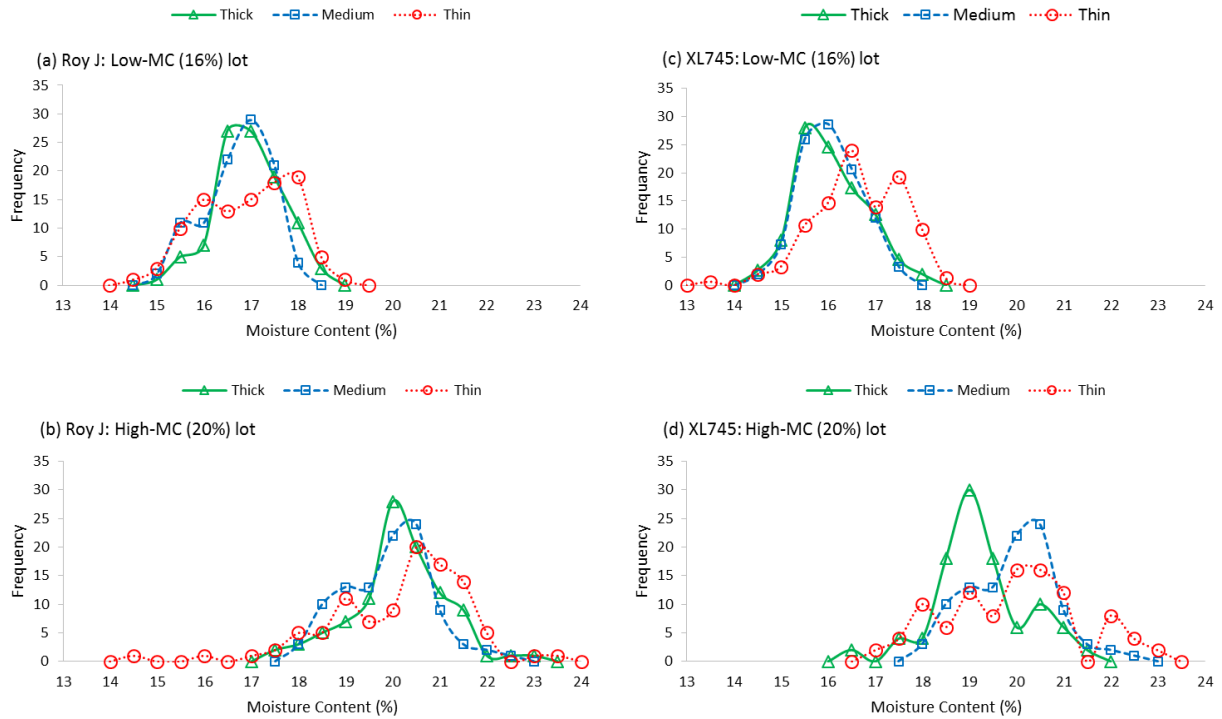 Thick Medium Thin
(a) Roy J: Low-MC (16%) lot
Frequency
35
30
25
20
15
10
5
0
13 14 15 16 17 18 19 20 21 22 23 24
Moisture Content (%)
Thick Medium Thin
(c) XL745: Low-MC (16%) lot
Frequancy
35
30
25
20
15
10
5
0
13 14 15 16 17 18 19 20 21 22 23 24
Moisture Content (%)
Thick Medium Thin
(b) Roy J: High-MC (20%) lot
Frequency
35
30
25
20
15
10
5
0
13 14 15 16 17 18 19 20 21 22 23 24
Moisture Content (%)
Thick Medium Thin
(d) XL745: High-MC (20%) lot
Frequency
35
30
25
20
15
10
5
0
13 14 15 16 17 18 19 20 21 22 23 24
Moisture Content (%)